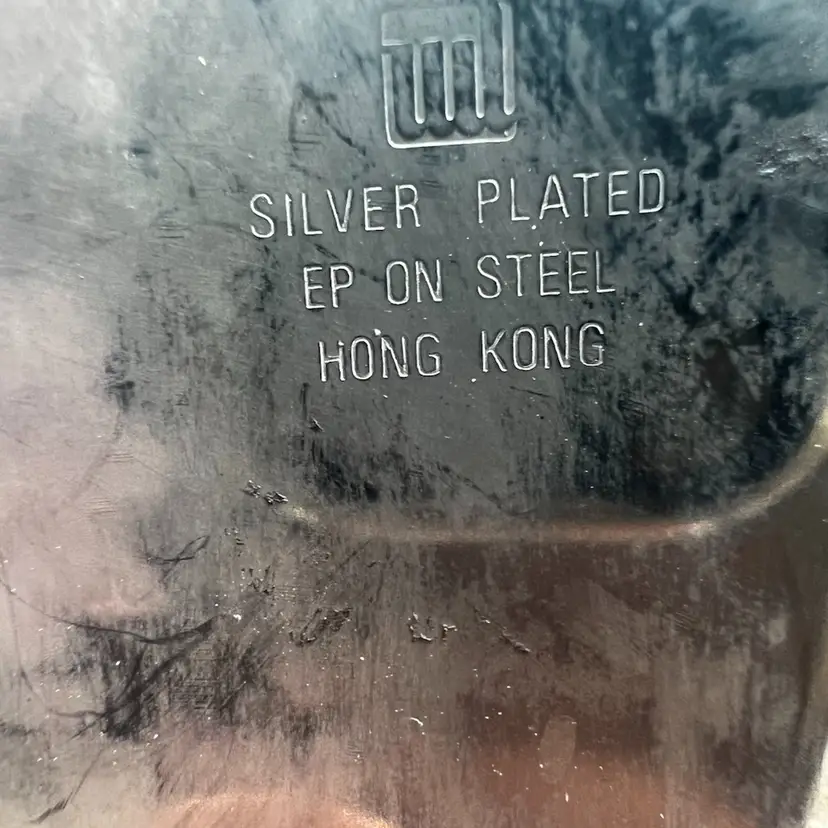 SILVER PLATED
EP ON STEEL
HONG KONG